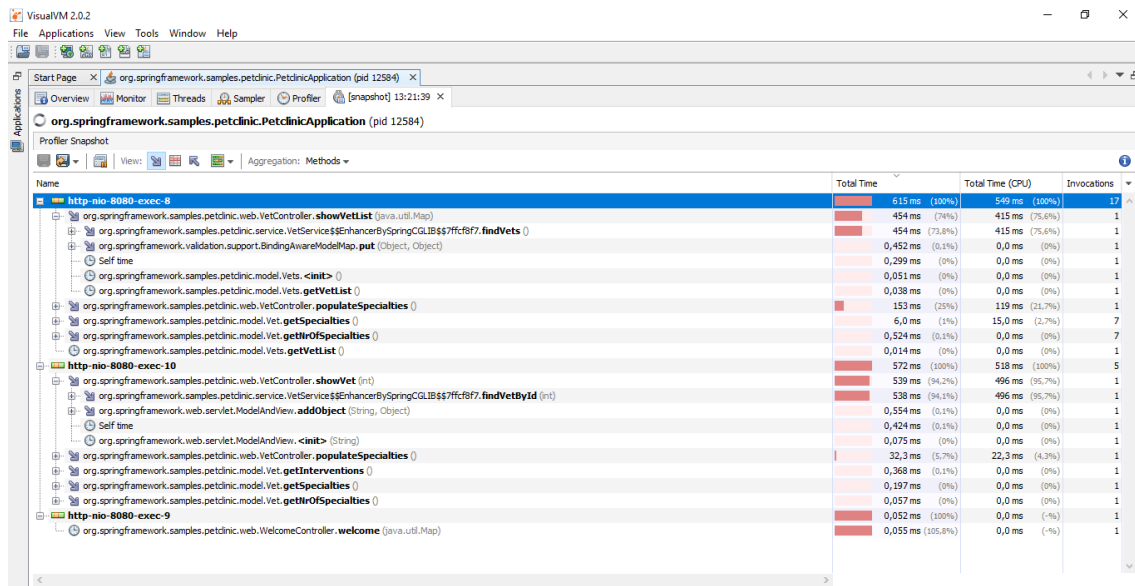 VisualVM 2.0.2
File Applications View Tools Window Help
Start Page × org.springframework.samples.petclinic.PetclinicApplication (pid 12584) ×
Applications
Overview Monitor Threads Sampler Profiler [snapshot] 13:21:39 ×
org.springframework.samples.petclinic.PetclinicApplication (pid 12584)
Profiler Snapshot
View: Aggregation: Methods
Name Total Time Total Time (CPU) Invocations
http-nio-8080-exec-8 615 ms (100%) 549 ms (100%) 17
org.springframework.samples.petclinic.web.VetController.showVetList (java.util.Map) 454 ms (74%) 415 ms (75,6%) 1
org.springframework.samples.petclinic.service.VetService$$EnhancerBySpringCGLIB$$7ffcf8f7.findVets () 454 ms (73,8%) 415 ms (75,6%) 1
org.springframework.validation.support.BindingAwareModelMap.put (Object, Object) 0,452 ms (0,1%) 0,0 ms (0%) 1
Self time 0,299 ms (0%) 0,0 ms (0%) 1
org.springframework.samples.petclinic.model.Vets.<init> () 0,051 ms (0%) 0,0 ms (0%) 1
org.springframework.samples.petclinic.model.Vets.getVetList () 0,038 ms (0%) 0,0 ms (0%) 1
org.springframework.samples.petclinic.web.VetController.populateSpecialties () 153 ms (25%) 119 ms (21,7%) 1
org.springframework.samples.petclinic.model.Vet.getSpecialties () 6,0 ms (1%) 15,0 ms (2,7%) 7
org.springframework.samples.petclinic.model.Vet.getNrOfSpecialties () 0,524 ms (0,1%) 0,0 ms (0%) 7
org.springframework.samples.petclinic.model.Vets.getVetList () 0,014 ms (0%) 0,0 ms (0%) 1
http-nio-8080-exec-10 572 ms (100%) 518 ms (100%) 5
org.springframework.samples.petclinic.web.VetController.showVet (int) 539 ms (94,2%) 496 ms (95,7%) 1
org.springframework.samples.petclinic.service.VetService$$EnhancerBySpringCGLIB$$7ffcf8f7.findVetById (int) 538 ms (94,1%) 496 ms (95,7%) 1
org.springframework.web.servlet.ModelAndView.addObject (String, Object) 0,554 ms (0,1%) 0,0 ms (0%) 1
Self time 0,424 ms (0,1%) 0,0 ms (0%) 1
org.springframework.web.servlet.ModelAndView.<init> (String) 0,075 ms (0%) 0,0 ms (0%) 1
org.springframework.samples.petclinic.web.VetController.populateSpecialties () 32,3 ms (5,7%) 22,3 ms (4,3%) 1
org.springframework.samples.petclinic.model.Vet.getInterventions () 0,368 ms (0,1%) 0,0 ms (0%) 1
org.springframework.samples.petclinic.model.Vet.getSpecialties () 0,197 ms (0%) 0,0 ms (0%) 1
org.springframework.samples.petclinic.model.Vet.getNrOfSpecialties () 0,057 ms (0%) 0,0 ms (0%) 1
http-nio-8080-exec-9 0,052 ms (100%) 0,0 ms (-%) 1
org.springframework.samples.petclinic.web.WelcomeController.welcome (java.util.Map) 0,055 ms (105,8%) 0,0 ms (-%) 1